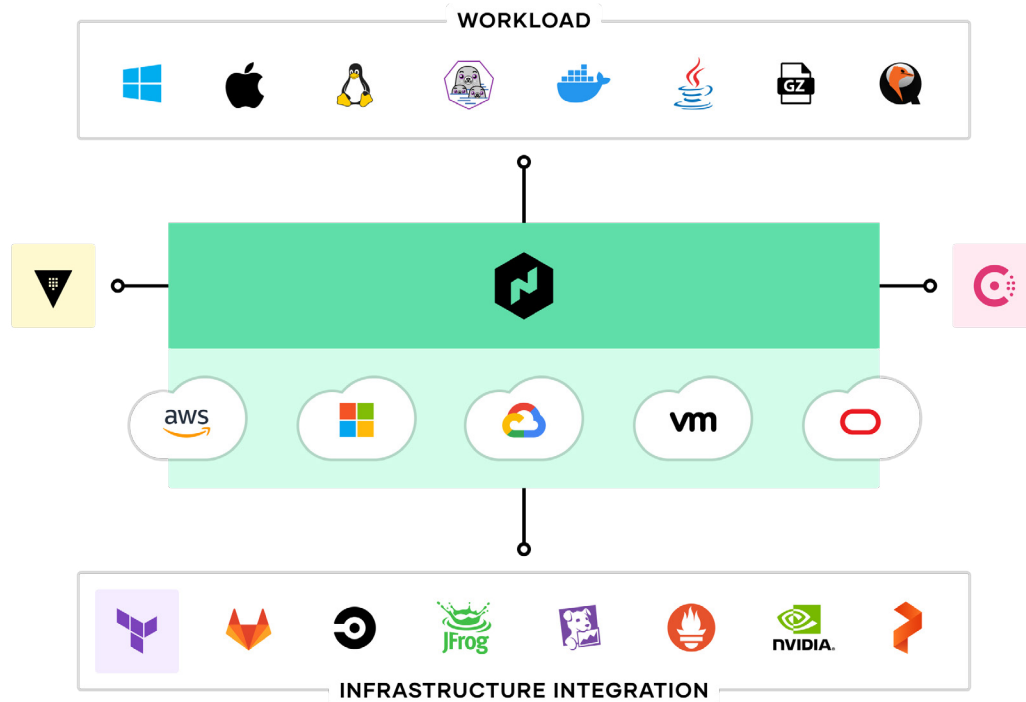 WORKLOAD
GZ
aws
vm
JFrog
NVIDIA.
INFRASTRUCTURE INTEGRATION